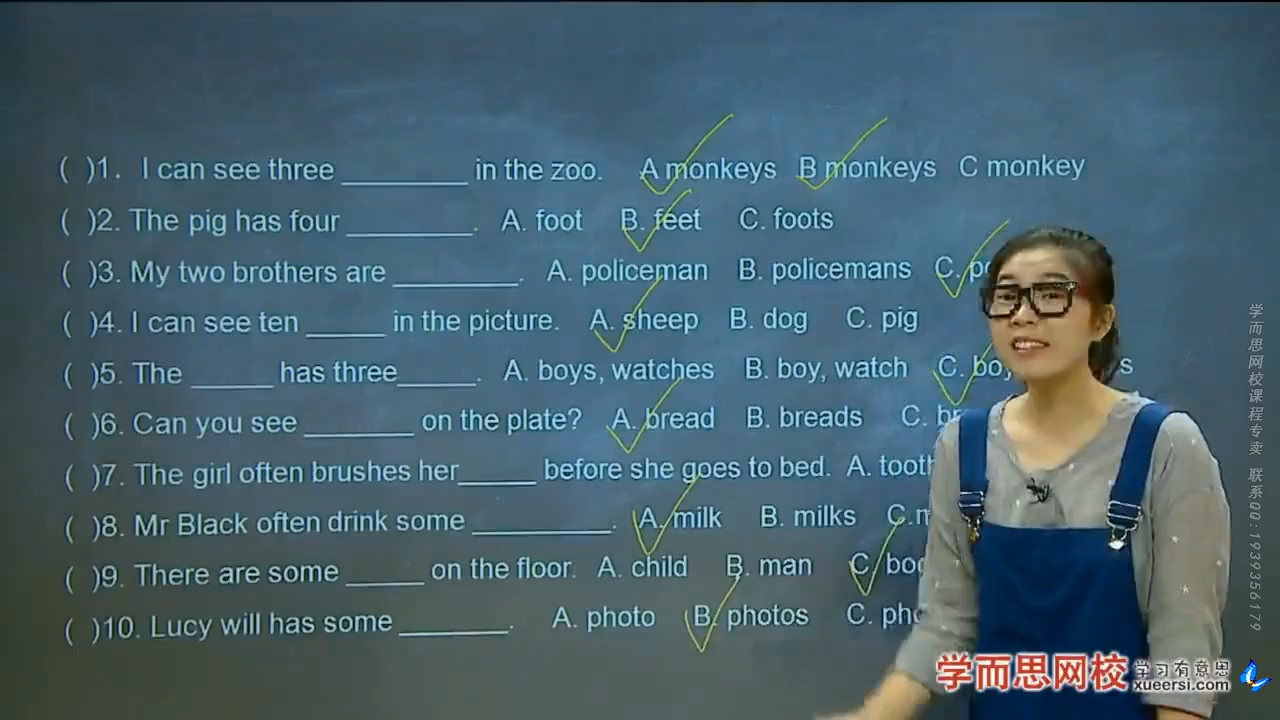 ( )1. I can see three ________ in the zoo. A monkeys B monkeys C monkey
( )2. The pig has four ________. A. foot B. feet C. foots
( )3. My two brothers are ________. A. policeman B. policemans C.
( )4. I can see ten _____ in the picture. A. sheep B. dog C. pig
( )5. The _____ has three_____. A. boys, watches B. boy, watch C.
( )6. Can you see _______ on the plate? A. bread B. breads C.
( )7. The girl often brushes her_____ before she goes to bed. A.
( )8. Mr Black often drink some _________. A. milk B. milks C.
( )9. There are some _____ on the floor. A. child B. man C
( )10. Lucy will has some _______. A. photo B. photos C.
学而思网校课程专卖 联系QQ:1939356179
学而思网校 学习有意思
xueersi.com